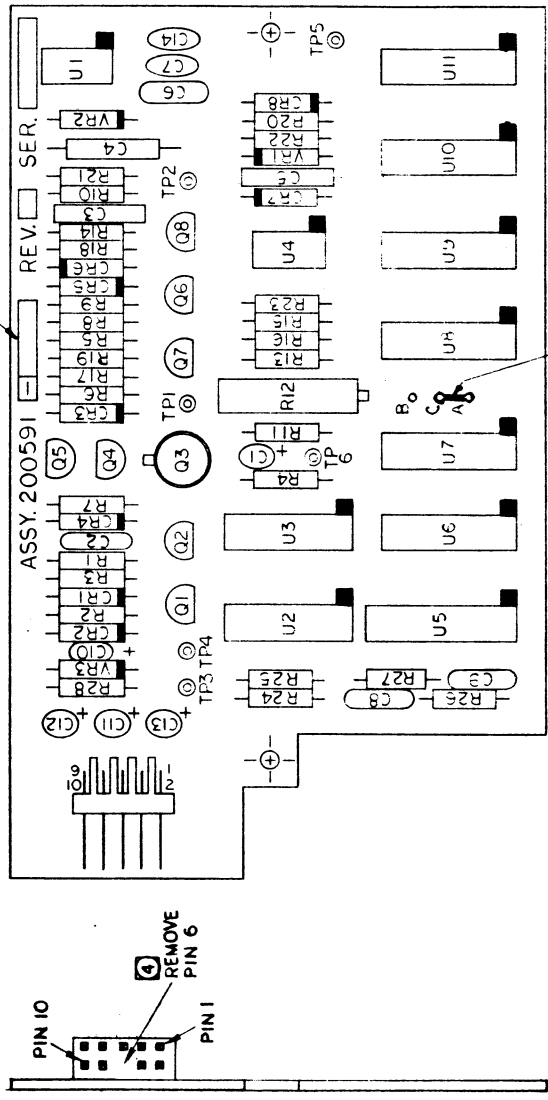 ASSY. 200591
REV.
SER.
U1
C14
C7
C6
TP5
U11
VR2
C4
CR8
R20
R22
VR1
C5
CR7
U10
R21
R10
C3
R14
R18
CR6
CR5
R9
R8
R5
R19
R17
R6
CR3
TP2
Q8
Q6
Q7
TP1
U4
U9
R23
R15
R16
R13
U8
R12
B
C
A
Q5
Q4
Q3
C1
+
R11
R4
TP
6
U7
R7
CR4
C2
R1
R3
CR1
R2
CR2
C10
+
VR3
R28
Q2
Q1
TP3
TP4
U3
U6
U2
U5
C12
+
C11
+
C13
+
R25
R24
R27
C8
C9
R26
10
9
2
1
PIN 10
4
REMOVE
PIN 6
PIN 1